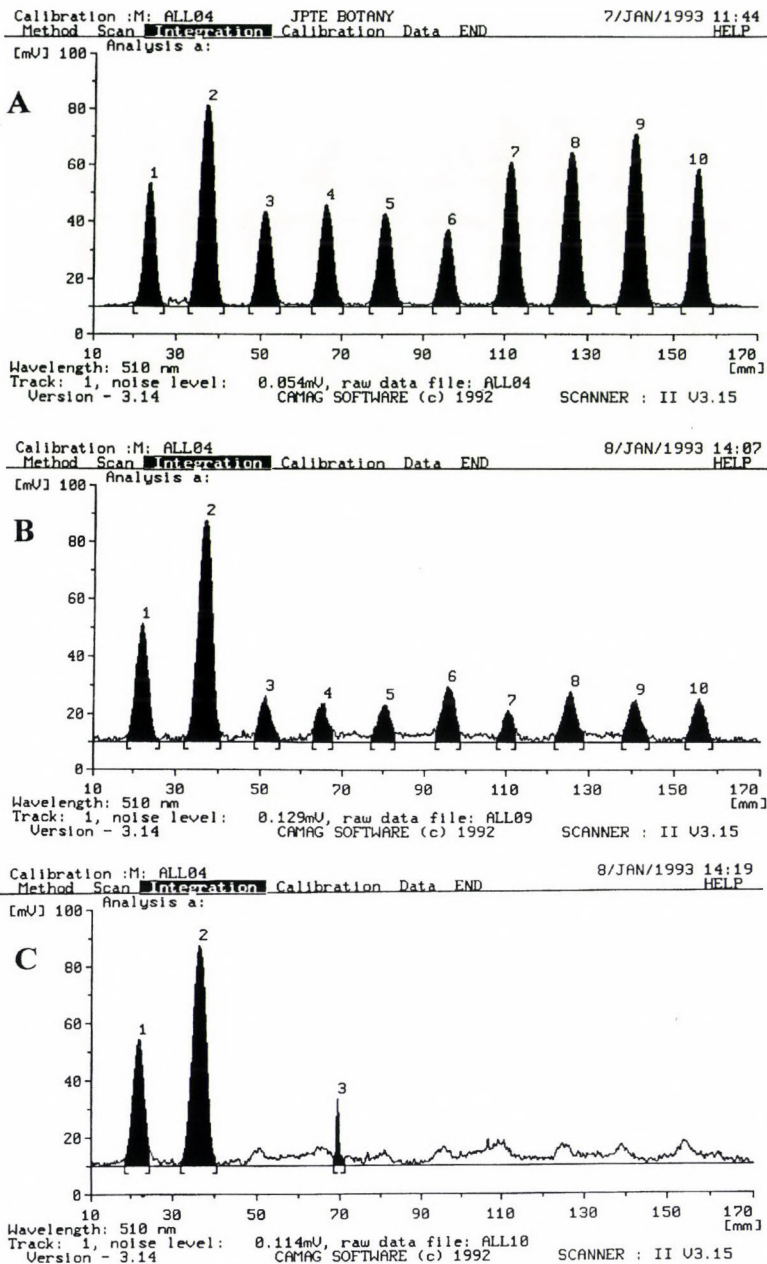 Calibration :M: ALL04 JPTE BOTANY 7/JAN/1993 11:44
Method Scan Integration Calibration Data END HELP
[mV] 100 Analysis a:
A
80
60
40
20
0
1 2 3 4 5 6 7 8 9 10
10 30 50 70 90 110 130 150 170
[mm]
Wavelength: 510 nm
Track: 1, noise level: 0.054mV, raw data file: ALL04
Version - 3.14 CAMAG SOFTWARE (c) 1992 SCANNER : II V3.15
Calibration :M: ALL04 8/JAN/1993 14:07
Method Scan Integration Calibration Data END HELP
[mV] 100 Analysis a:
B
80
60
40
20
0
1 2 3 4 5 6 7 8 9 10
10 30 50 70 90 110 130 150 170
[mm]
Wavelength: 510 nm
Track: 1, noise level: 0.129mV, raw data file: ALL09
Version - 3.14 CAMAG SOFTWARE (c) 1992 SCANNER : II V3.15
Calibration :M: ALL04 8/JAN/1993 14:19
Method Scan Integration Calibration Data END HELP
[mV] 100 Analysis a:
C
80
60
40
20
0
1 2 3
10 30 50 70 90 110 130 150 170
[mm]
Wavelength: 510 nm
Track: 1, noise level: 0.114mV, raw data file: ALL10
Version - 3.14 CAMAG SOFTWARE (c) 1992 SCANNER : II V3.15